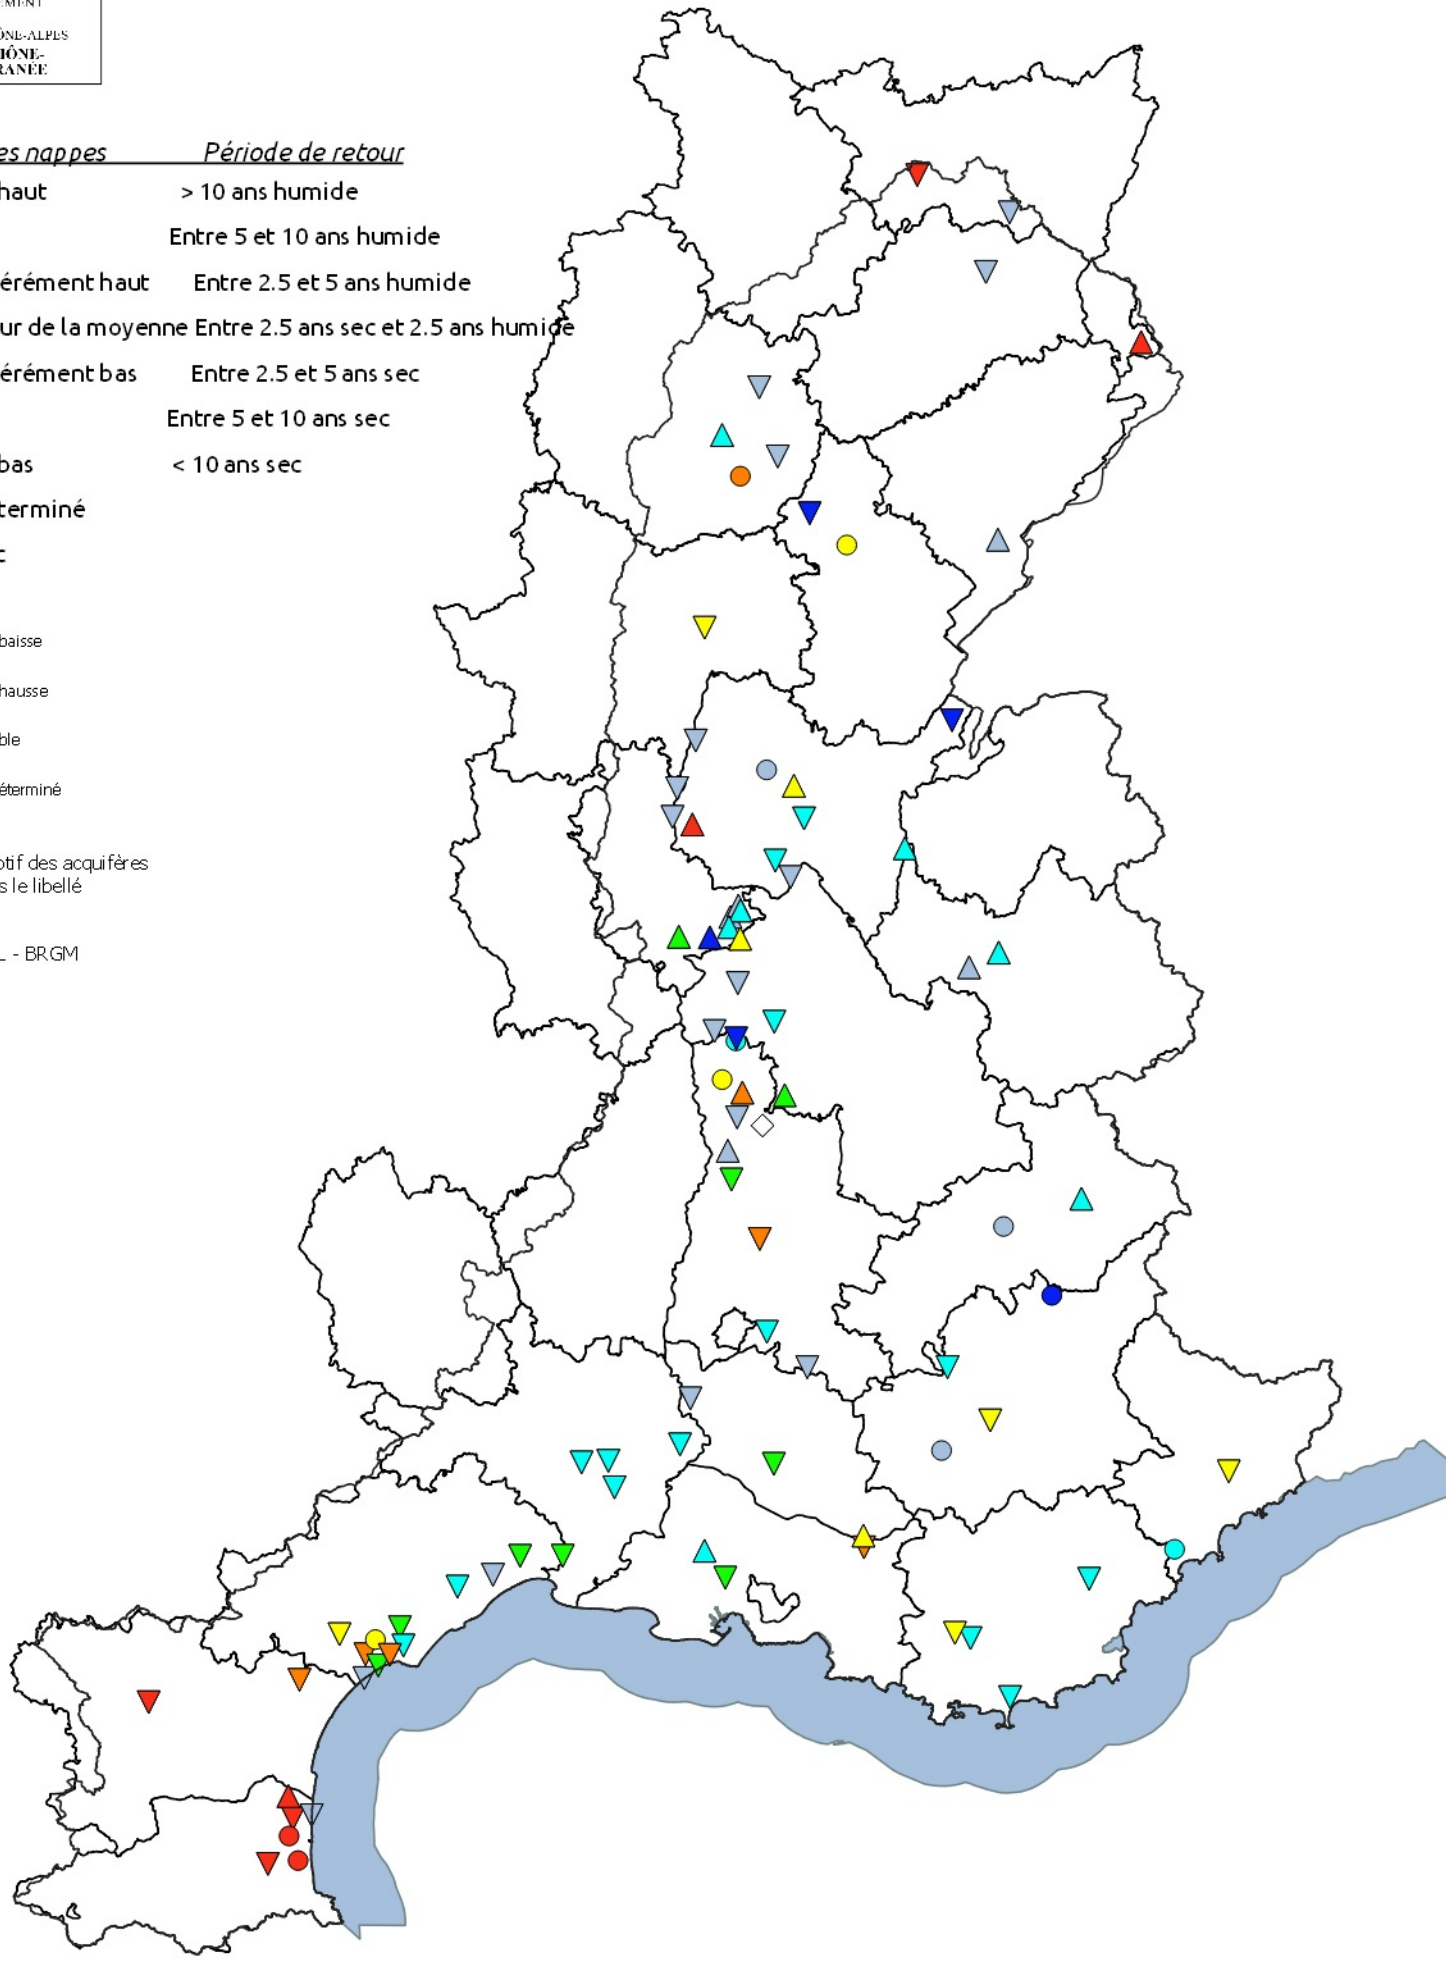 ÔNE-ALPES
HÔNE-
RANÉE
es nappes Période de retour
haut > 10 ans humide
Entre 5 et 10 ans humide
érément haut Entre 2.5 et 5 ans humide
ur de la moyenne Entre 2.5 ans sec et 2.5 ans humide
érément bas Entre 2.5 et 5 ans sec
Entre 5 et 10 ans sec
bas < 10 ans sec
terminé
c
baisse
hausse
ble
éterminé
otif des acquifères
s le libellé
L - BRGM